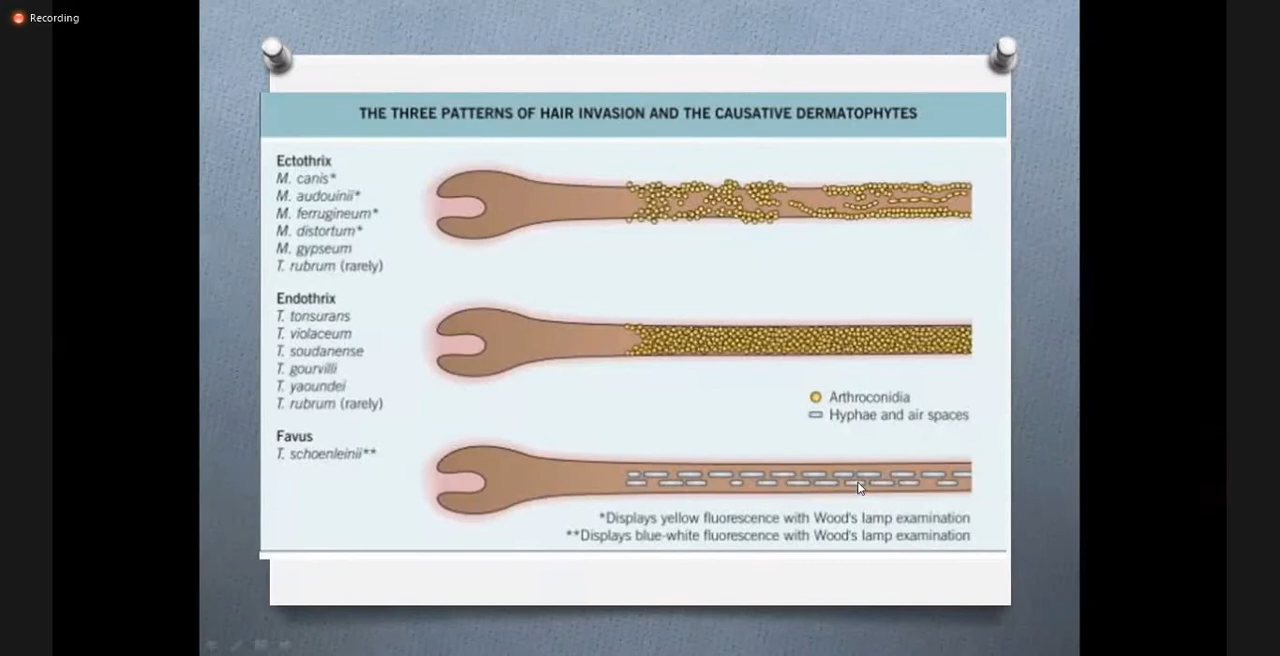 Recording
THE THREE PATTERNS OF HAIR INVASION AND THE CAUSATIVE DERMATOPHYTES
Ectothrix
M. canis*
M. audouinii*
M. ferrugineum*
M. distortum*
M. gypseum
T. rubrum (rarely)
Endothrix
T. tonsurans
T. violaceum
T. soudanense
T. gourvilli
T. yaoundei
T. rubrum (rarely)
Arthroconidia
Hyphae and air spaces
Favus
T. schoenleinii**
*Displays yellow fluorescence with Wood's lamp examination
**Displays blue-white fluorescence with Wood's lamp examination